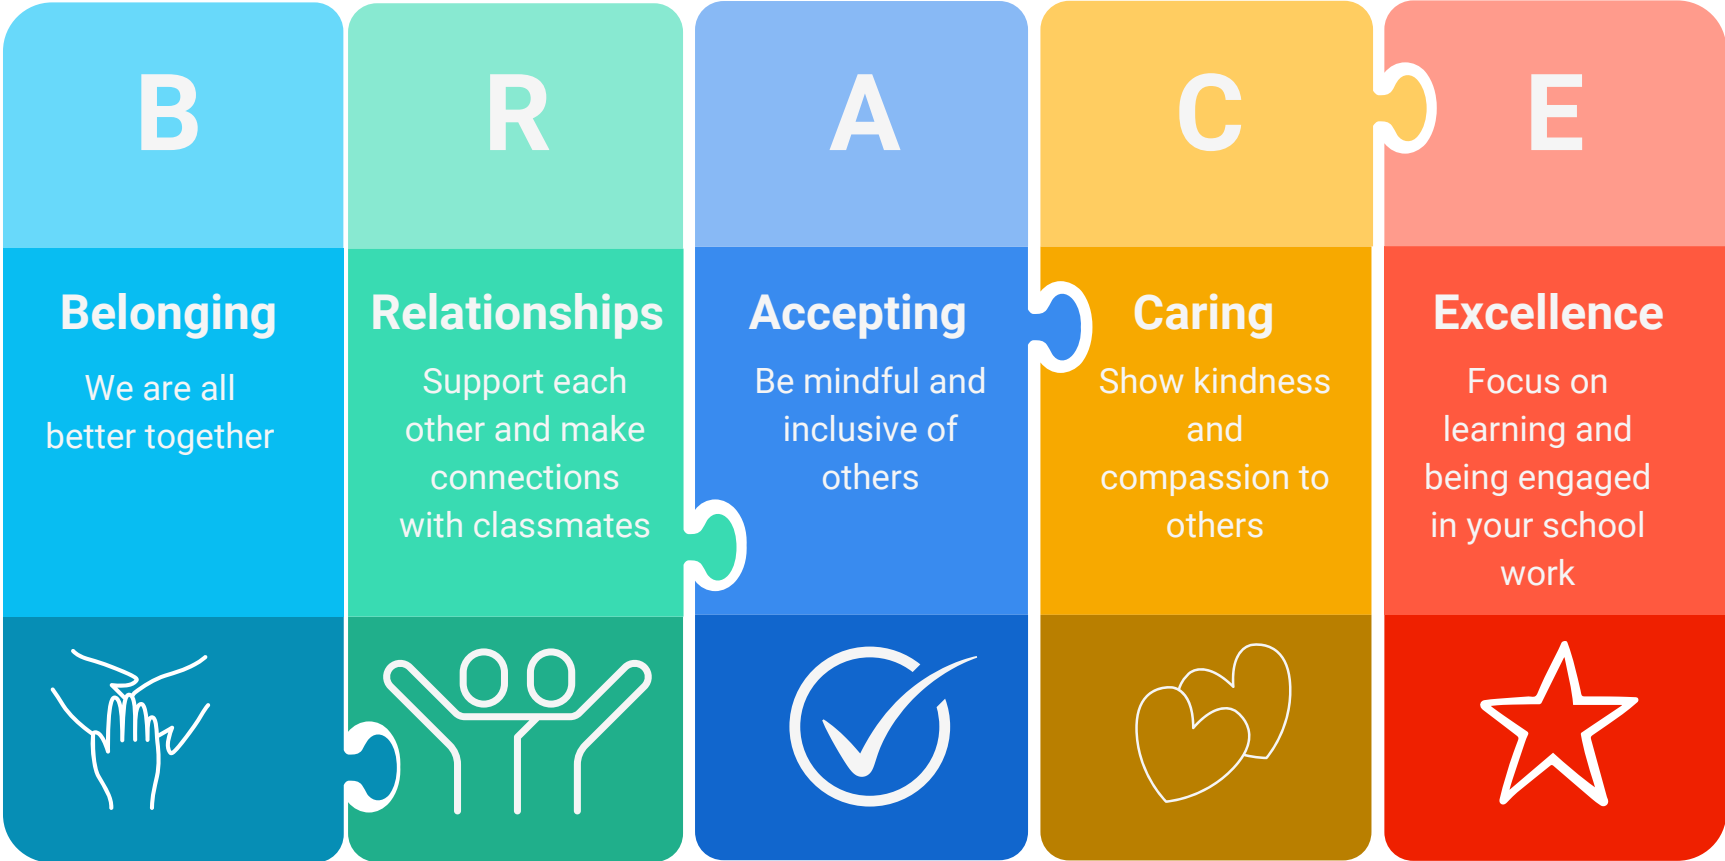 B
Belonging
We are all
better together
R
Relationships
Support each
other and make
connections
with classmates
A
Accepting
Be mindful and
inclusive of
others
C
Caring
Show kindness
and
compassion to
others
E
Excellence
Focus on
learning and
being engaged
in your school
work